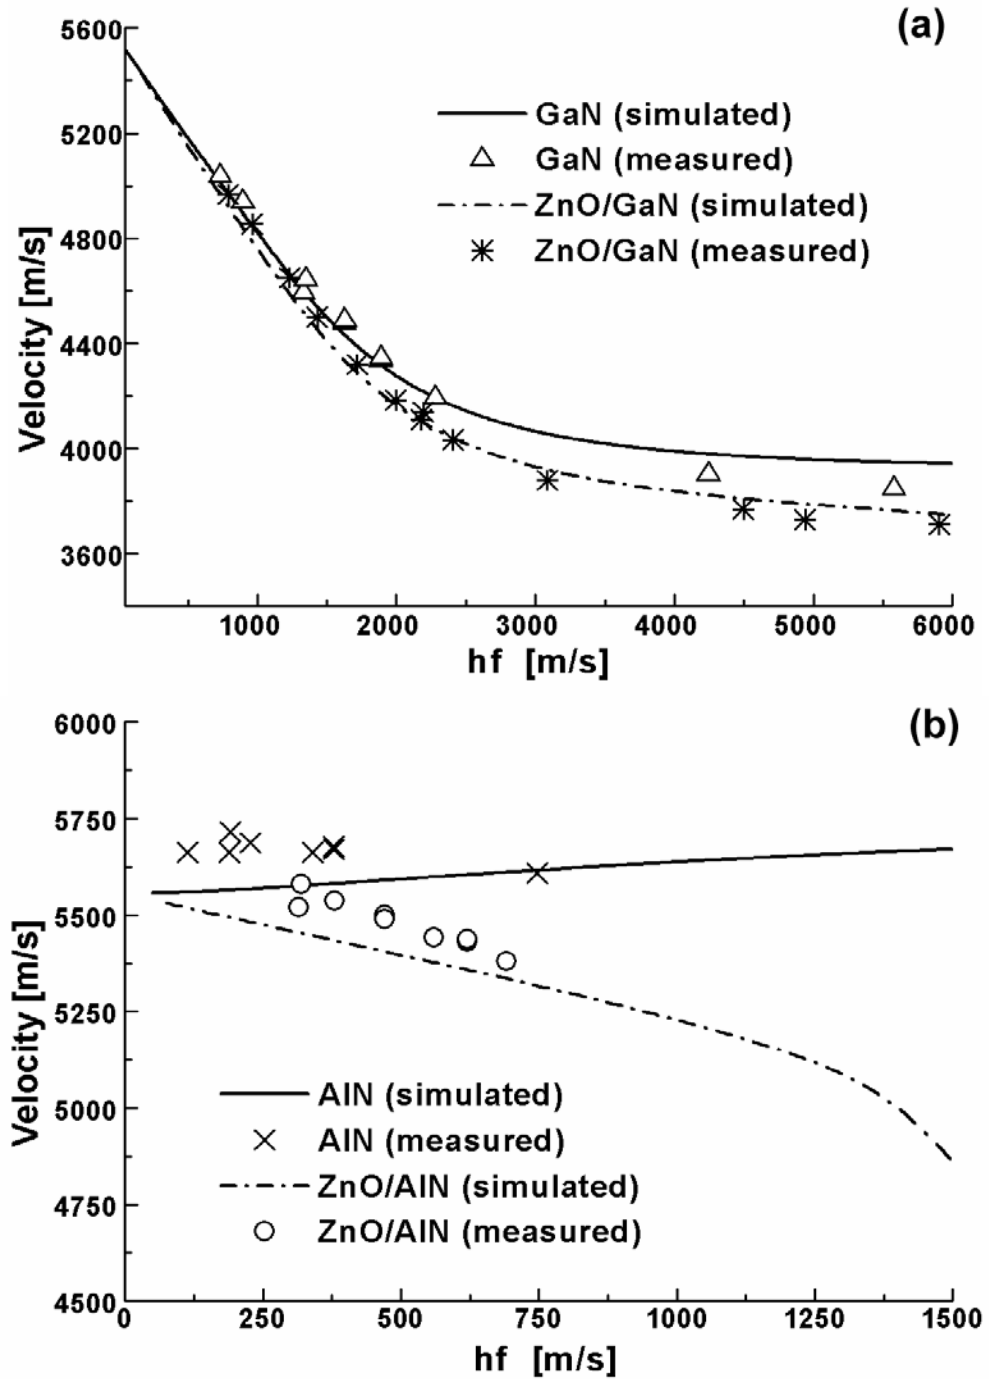 (a)
5600
5200
4800
4400
4000
3600
Velocity [m/s]
GaN (simulated)
GaN (measured)
ZnO/GaN (simulated)
ZnO/GaN (measured)
1000 2000 3000 4000 5000 6000
hf [m/s]
(b)
6000
5750
5500
5250
5000
4750
4500
Velocity [m/s]
AlN (simulated)
AlN (measured)
ZnO/AlN (simulated)
ZnO/AlN (measured)
0 250 500 750 1000 1250 1500
hf [m/s]